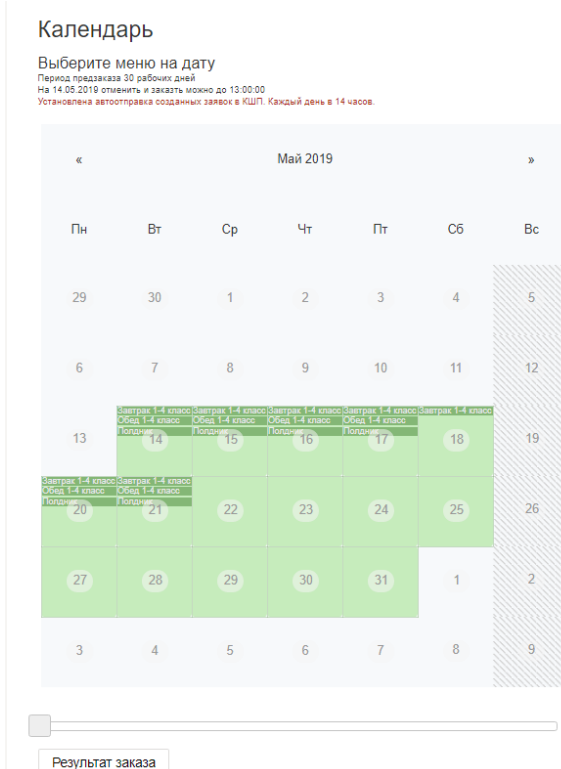 Календарь
Выберите меню на дату
Период предзаказа 30 рабочих дней
На 14.05.2019 отменить и заказть можно до 13:00:00
Установлена автоотправка созданных заявок в КШП. Каждый день в 14 часов.
« Май 2019 »
Пн Вт Ср Чт Пт Сб Вс
29 30 1 2 3 4 5
6 7 8 9 10 11 12
Завтрак 1-4 класс Завтрак 1-4 класс Завтрак 1-4 класс Завтрак 1-4 класс Завтрак 1-4 класс
Обед 1-4 класс Обед 1-4 класс Обед 1-4 класс Обед 1-4 класс
Полдник Полдник Полдник Полдник
13 14 15 16 17 18 19
Завтрак 1-4 класс Завтрак 1-4 класс
Обед 1-4 класс Обед 1-4 класс
Полдник Полдник
20 21 22 23 24 25 26
27 28 29 30 31 1 2
3 4 5 6 7 8 9
Результат заказа